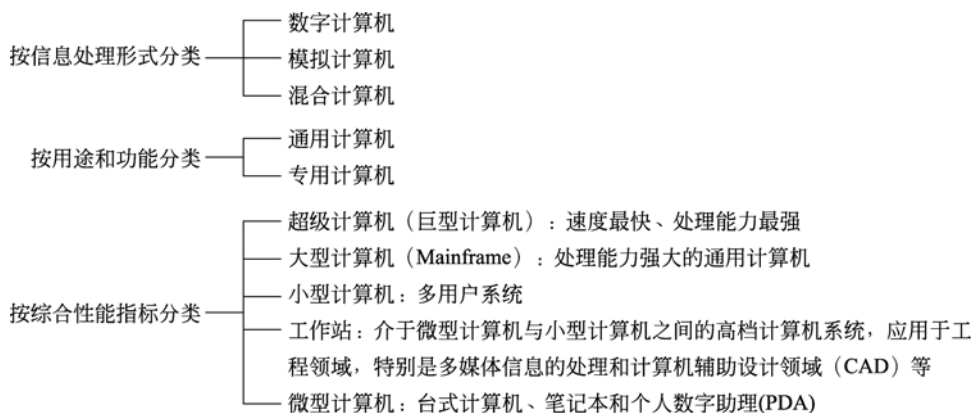 按信息处理形式分类
数字计算机
模拟计算机
混合计算机
按用途和功能分类
通用计算机
专用计算机
按综合性能指标分类
超级计算机（巨型计算机）：速度最快、处理能力最强
大型计算机（Mainframe）：处理能力强大的通用计算机
小型计算机：多用户系统
工作站：介于微型计算机与小型计算机之间的高档计算机系统，应用于工
程领域，特别是多媒体信息的处理和计算机辅助设计领域（CAD）等
微型计算机：台式计算机、笔记本和个人数字助理(PDA)